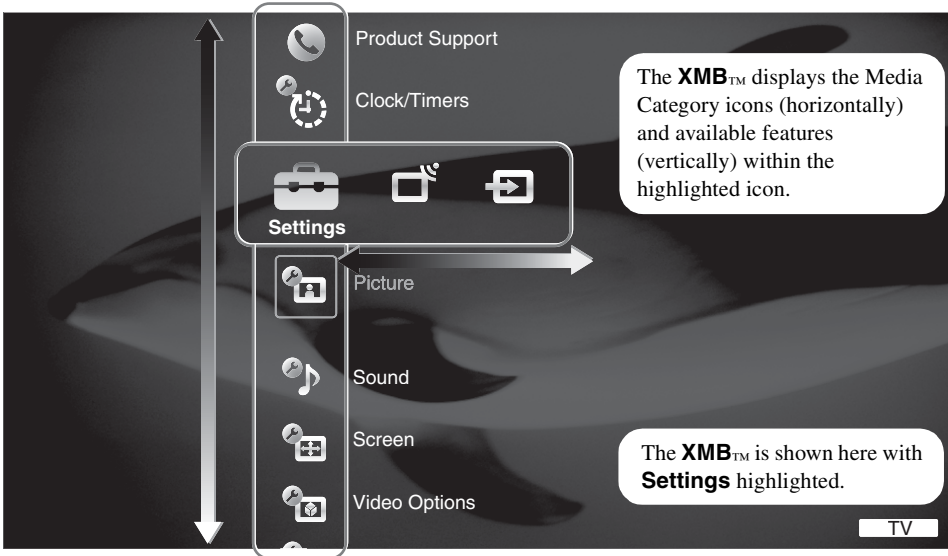 Product Support
Clock/Timers
The XMB™ displays the Media
Category icons (horizontally)
and available features
(vertically) within the
highlighted icon.
Settings
Picture
Sound
Screen
Video Options
The XMB™ is shown here with
Settings highlighted.
TV